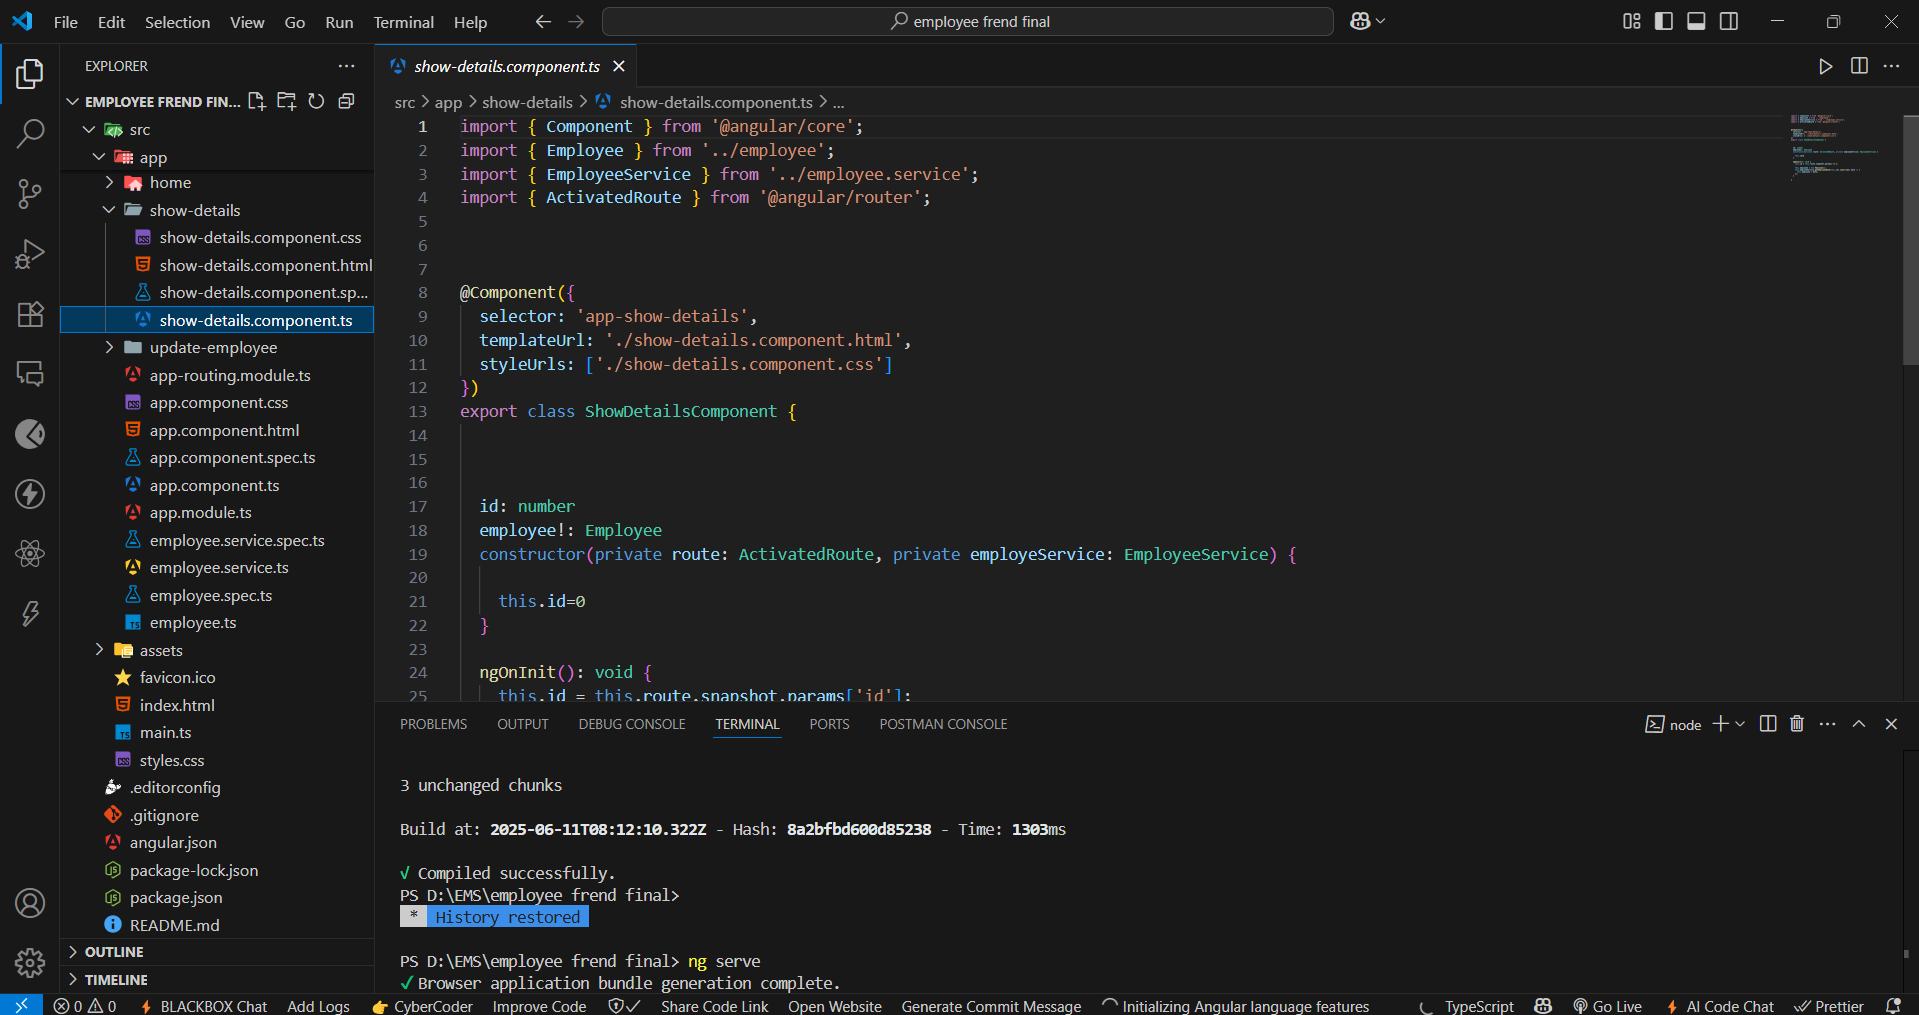 File Edit Selection View Go Run Terminal Help
employee frend final
EXPLORER
EMPLOYEE FREND FIN...
src
app
home
show-details
show-details.component.css
show-details.component.html
show-details.component.sp...
show-details.component.ts
update-employee
app-routing.module.ts
app.component.css
app.component.html
app.component.spec.ts
app.component.ts
app.module.ts
employee.service.spec.ts
employee.service.ts
employee.spec.ts
employee.ts
assets
favicon.ico
index.html
main.ts
styles.css
.editorconfig
.gitignore
angular.json
package-lock.json
package.json
README.md
OUTLINE
TIMELINE
show-details.component.ts
src > app > show-details > show-details.component.ts > ...
1 import { Component } from '@angular/core';
2 import { Employee } from '../employee';
3 import { EmployeeService } from '../employee.service';
4 import { ActivatedRoute } from '@angular/router';
5
6
7
8 @Component({
9 selector: 'app-show-details',
10 templateUrl: './show-details.component.html',
11 styleUrls: ['./show-details.component.css']
12 })
13 export class ShowDetailsComponent {
14
15
16
17 id: number
18 employee!: Employee
19 constructor(private route: ActivatedRoute, private employeService: EmployeeService) {
20
21 this.id=0
22 }
23
24 ngOnInit(): void {
25 this.id = this.route.snapshot.params['id'];
PROBLEMS OUTPUT DEBUG CONSOLE TERMINAL PORTS POSTMAN CONSOLE
node
3 unchanged chunks
Build at: 2025-06-11T08:12:10.322Z - Hash: 8a2bfbd600d85238 - Time: 1303ms
√ Compiled successfully.
PS D:\EMS\employee frend final>
* History restored
PS D:\EMS\employee frend final> ng serve
✓ Browser application bundle generation complete.
0 0 BLACKBOX Chat Add Logs CyberCoder Improve Code Share Code Link Open Website Generate Commit Message Initializing Angular language features TypeScript Go Live AI Code Chat Prettier